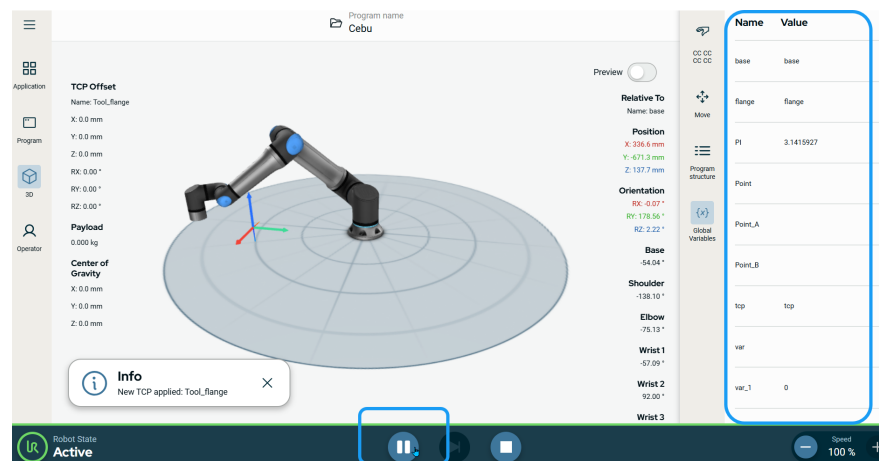 Program name
Cebu
Application
Program
3D
Operator
TCP Offset
Name: Tool_flange
X: 0.0 mm
Y: 0.0 mm
Z: 0.0 mm
RX: 0.00 °
RY: 0.00 °
RZ: 0.00 °
Payload
0.000 kg
Center of
Gravity
X: 0.0 mm
Y: 0.0 mm
Z: 0.0 mm
Preview
Relative To
Name: base
Position
X: 336.6 mm
Y: -671.3 mm
Z: 137.7 mm
Orientation
RX: -0.07 °
RY: 178.56 °
RZ: 2.22 °
Base
-54.04 °
Shoulder
-138.10 °
Elbow
-75.13 °
Wrist 1
-57.09 °
Wrist 2
92.00 °
Wrist 3
Info
New TCP applied: Tool_flange
CC CC
CC CC
Move
Program
structure
{x}
Global
Variables
Name Value
base base
flange flange
PI 3.1415927
Point
Point_A
Point_B
tcp tcp
var
var_1 0
UR
Robot State
Active
Speed
100 %